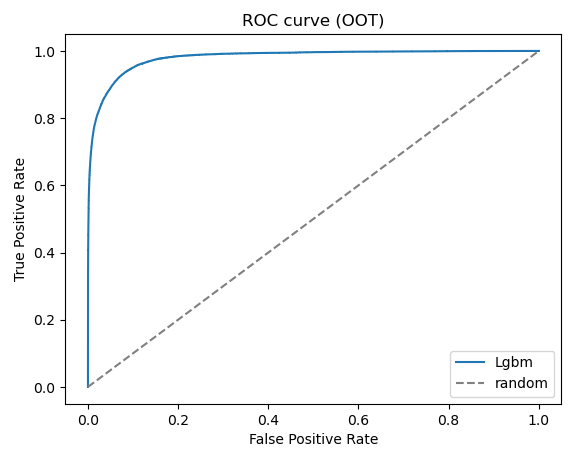 ROC curve (OOT)
True Positive Rate
1.0
0.8
0.6
0.4
0.2
0.0
Lgbm
random
0.0 0.2 0.4 0.6 0.8 1.0
False Positive Rate